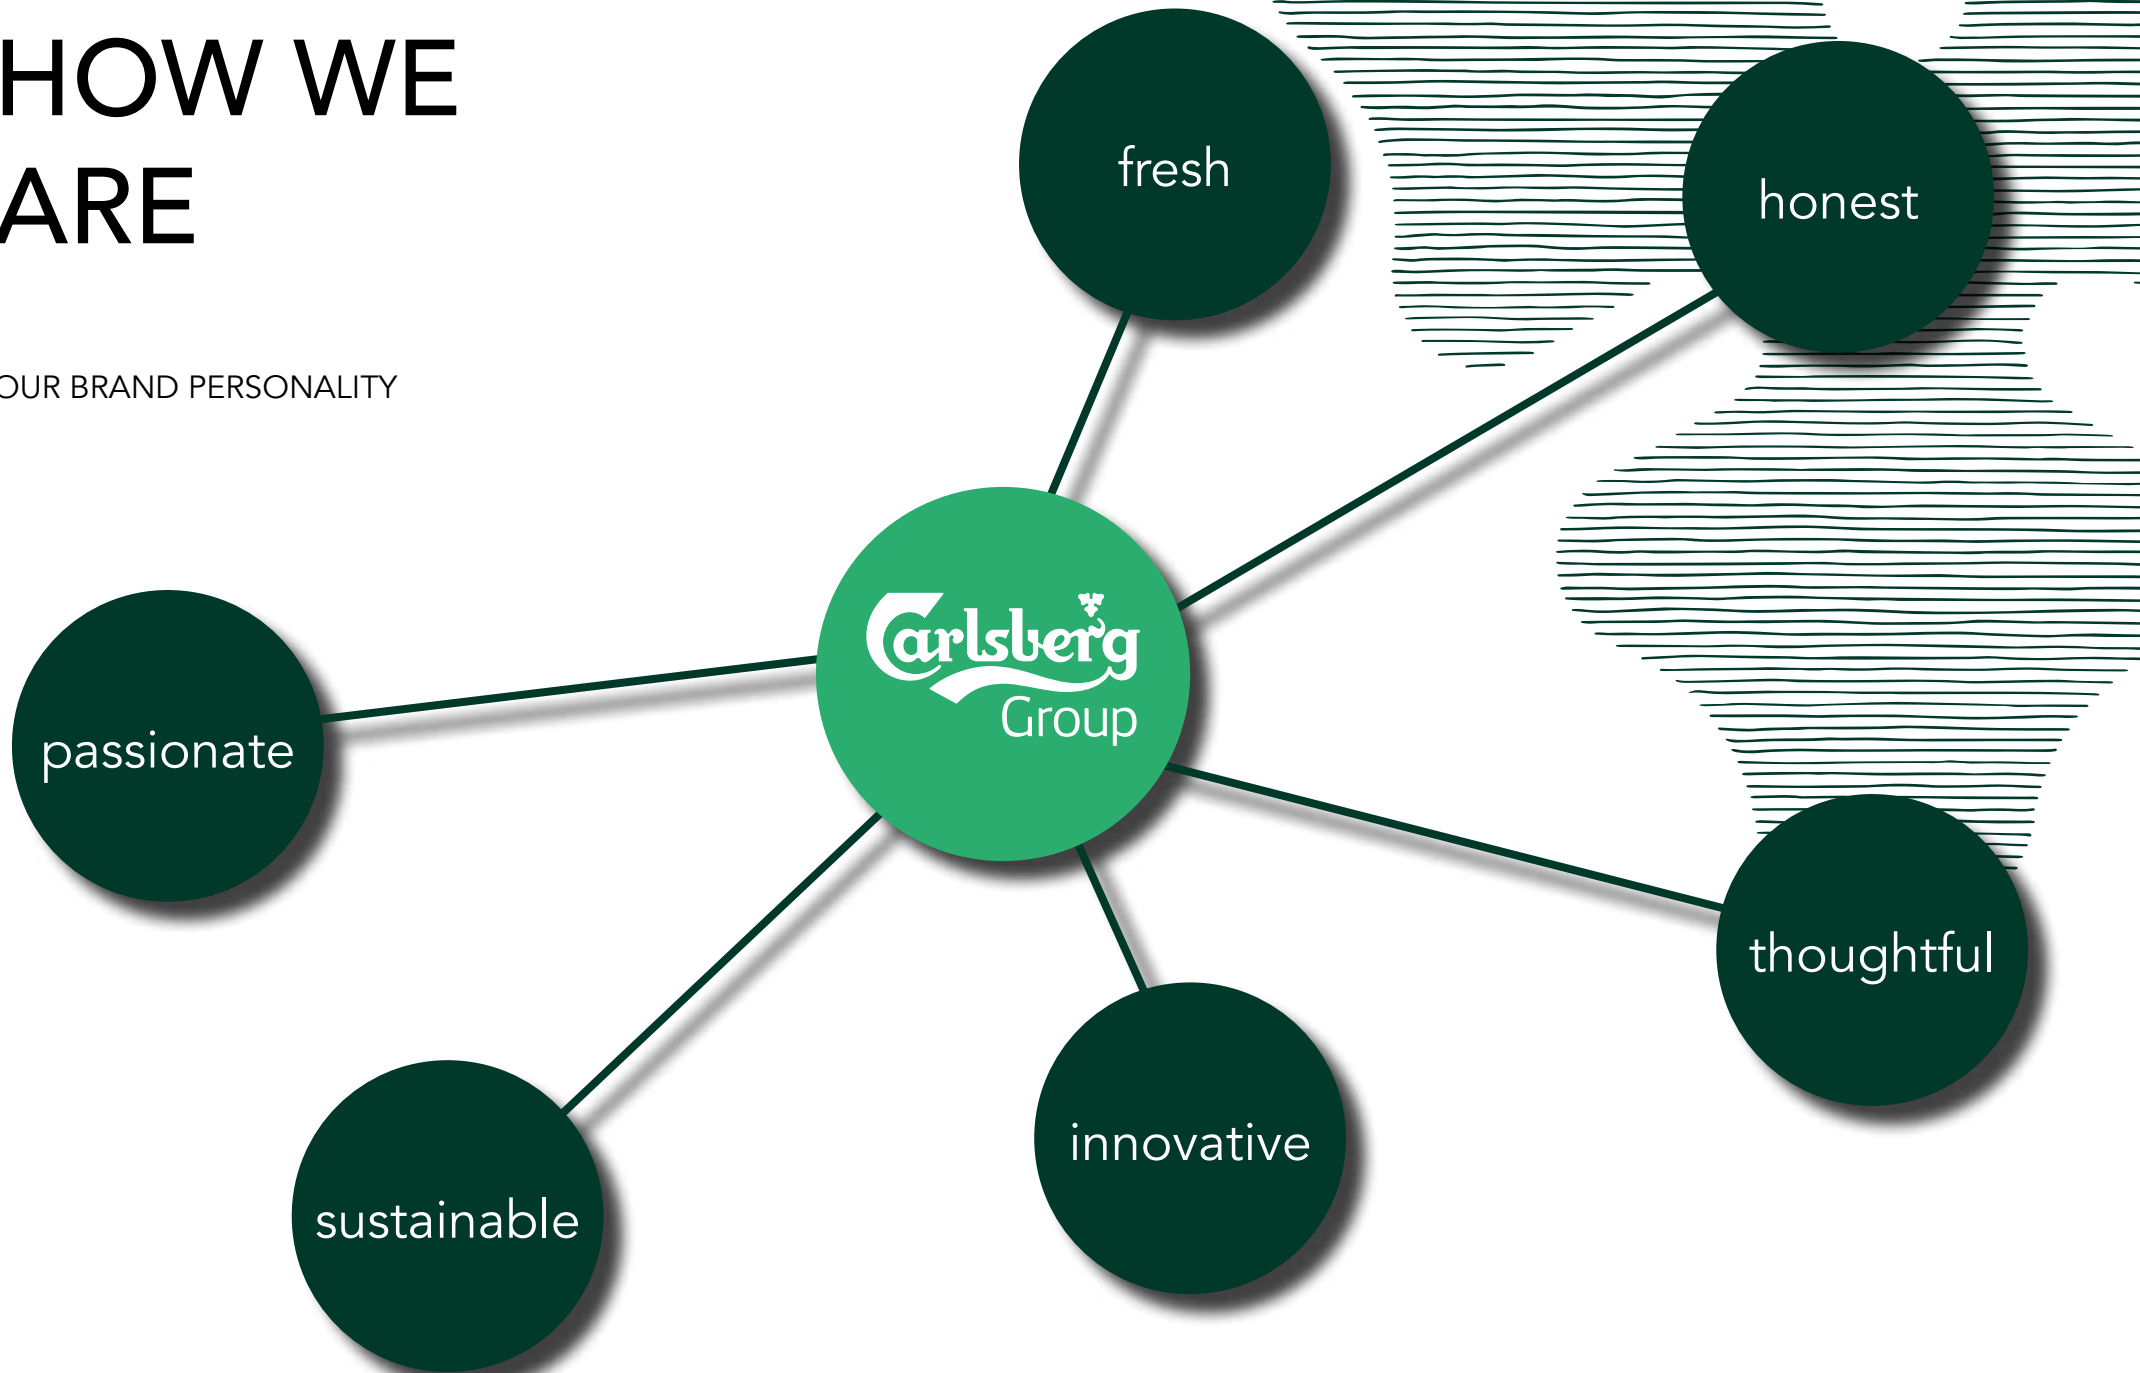 HOW WE
ARE
OUR BRAND PERSONALITY
fresh
honest
Carlsberg
Group
passionate
thoughtful
innovative
sustainable